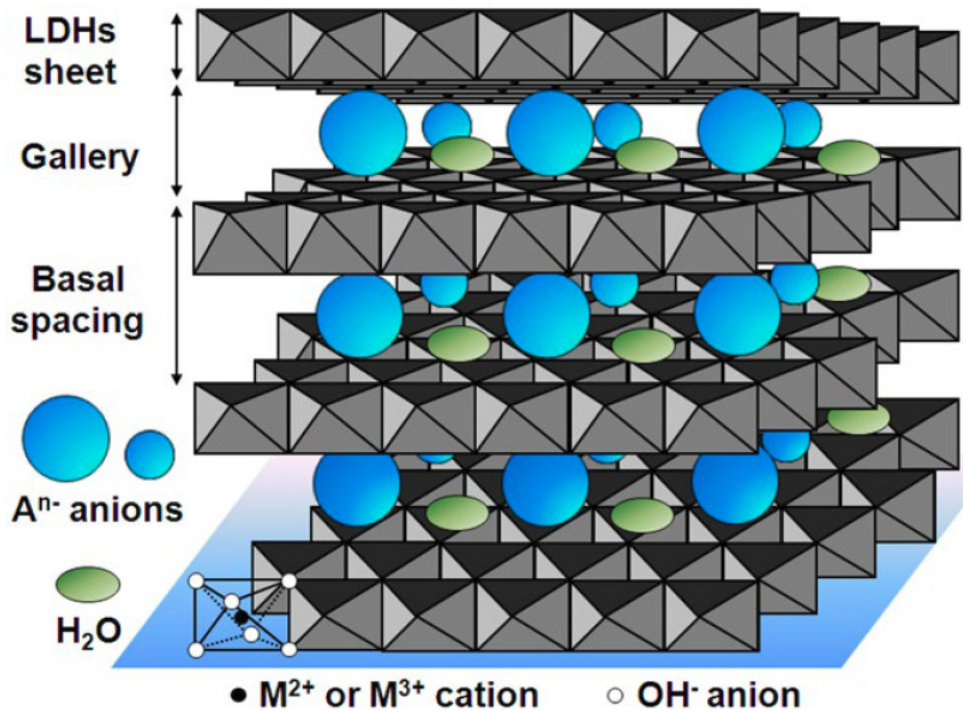 LDHs
sheet
Gallery
Basal
spacing
Aⁿ⁻ anions
H₂O
M²⁺ or M³⁺ cation
OH⁻ anion